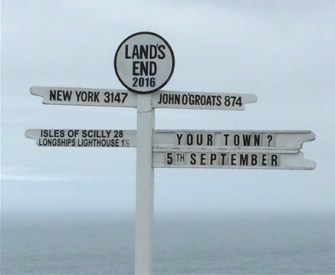 LAND'S
END
2016
NEW YORK 3147
JOHN O'GROATS 874
ISLES OF SCILLY 28
LONGSHIPS LIGHTHOUSE 1½
YOUR TOWN?
5TH SEPTEMBER